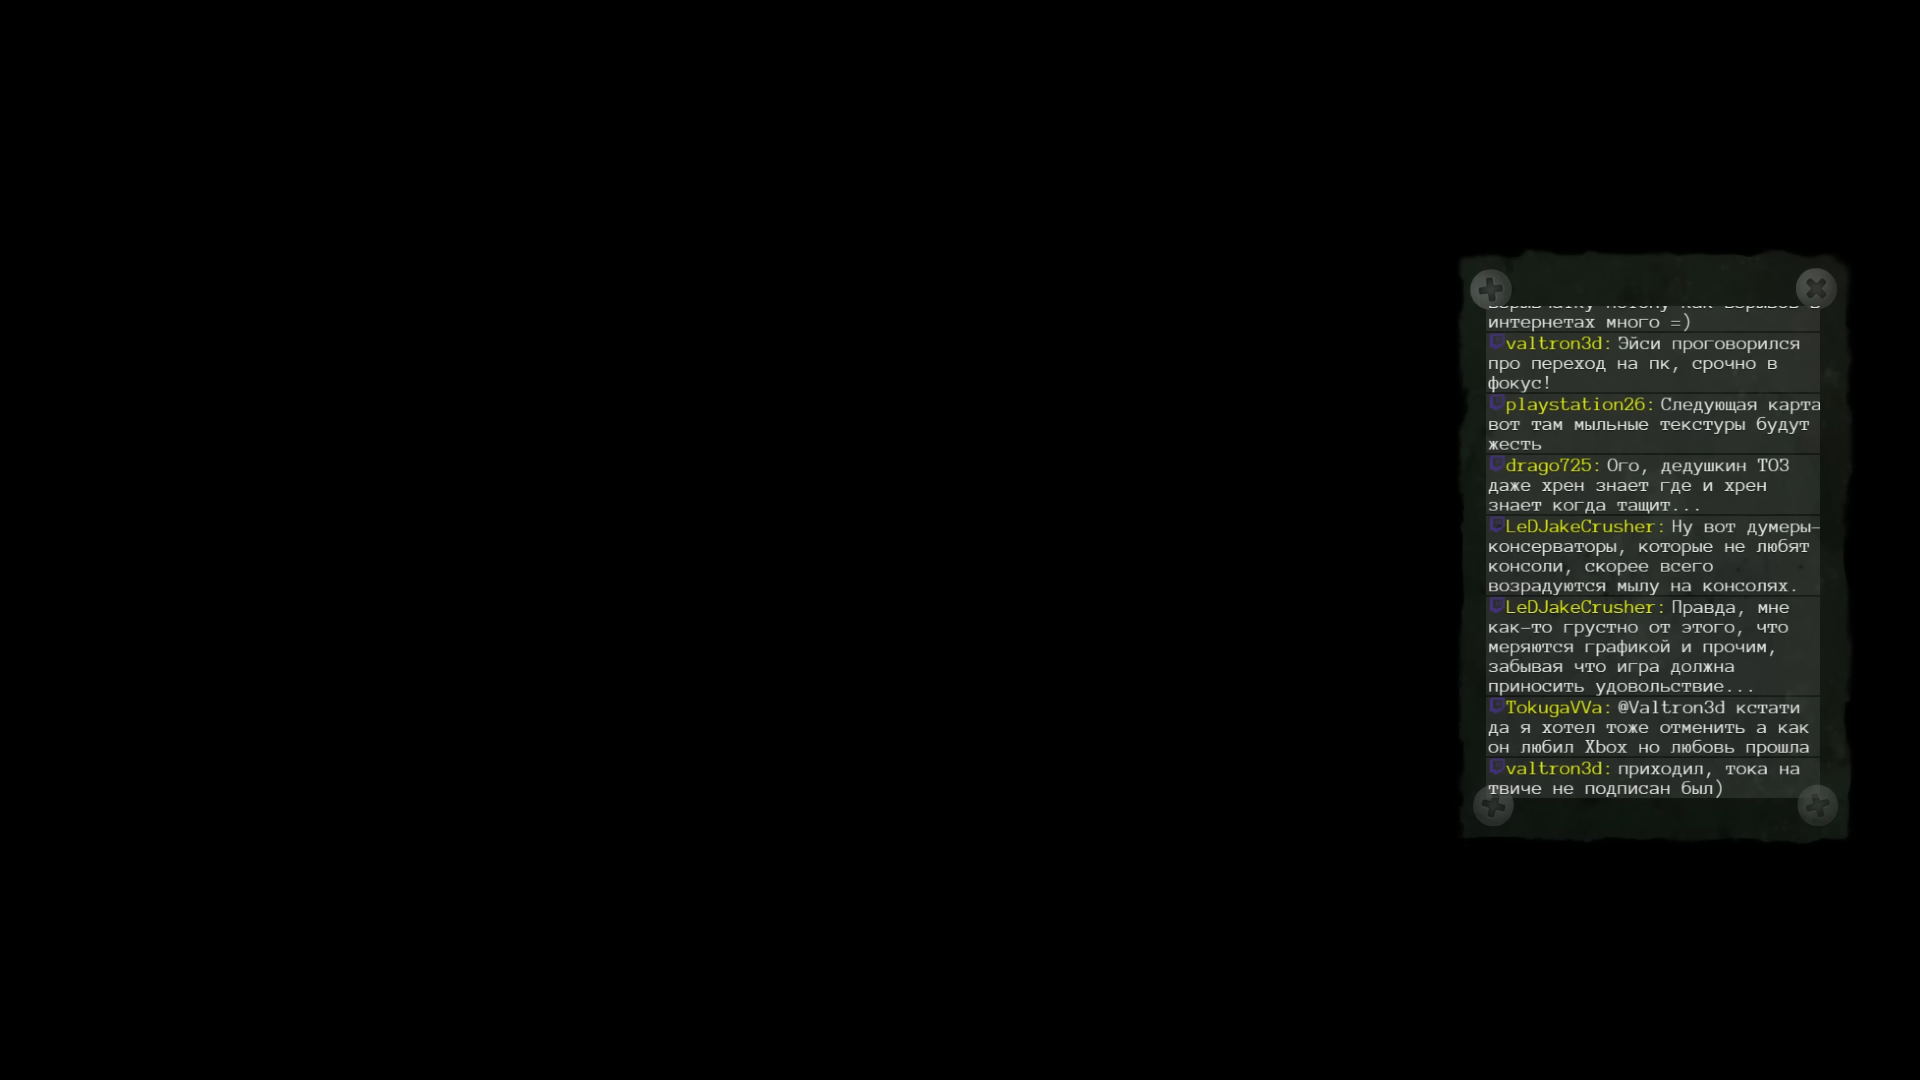 интернетах много =)
valtron3d: Эйси проговорился
про переход на пк, срочно в
фокус!
playstation26: Следующая карта
вот там мыльные текстуры будут
жесть
drago725: Ого, дедушкин ТОЗ
даже хрен знает где и хрен
знает когда тащит...
LeDJakeCrusher: Ну вот думеры-
консерваторы, которые не любят
консоли, скорее всего
возрадуются мылу на консолях.
LeDJakeCrusher: Правда, мне
как-то грустно от этого, что
меряются графикой и прочим,
забывая что игра должна
приносить удовольствие...
TokugaVVa: @Valtron3d кстати
да я хотел тоже отменить а как
он любил Xbox но любовь прошла
valtron3d: приходил, тока на
твиче не подписан был)